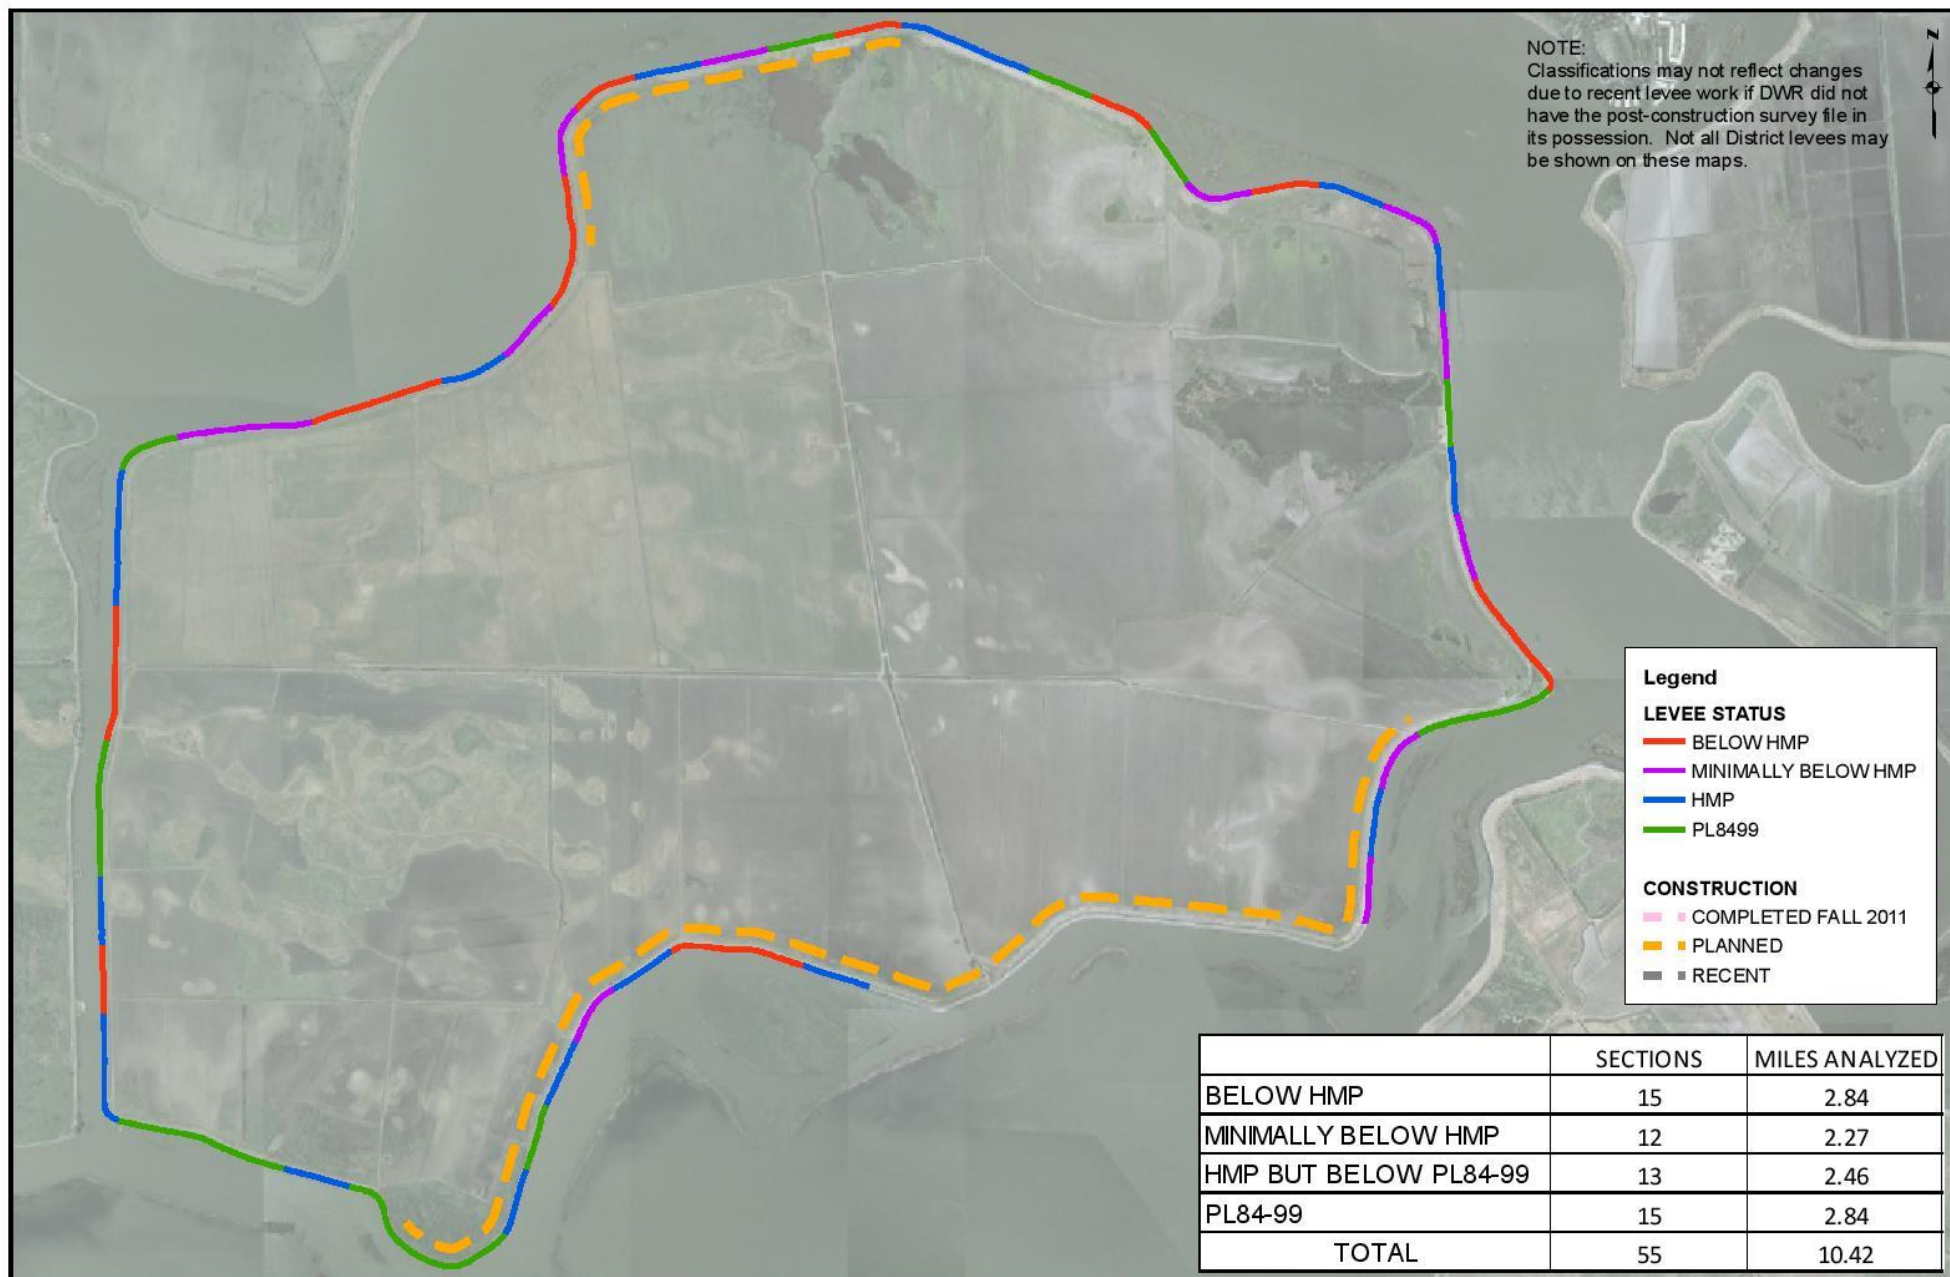 NOTE:
Classifications may not reflect changes
due to recent levee work if DWR did not
have the post-construction survey file in
its possession. Not all District levees may
be shown on these maps.
N
Legend
LEVEE STATUS
BELOW HMP
MINIMALLY BELOW HMP
HMP
PL8499
CONSTRUCTION
COMPLETED FALL 2011
PLANNED
RECENT
SECTIONS MILES ANALYZED
BELOW HMP 15 2.84
MINIMALLY BELOW HMP 12 2.27
HMP BUT BELOW PL84-99 13 2.46
PL84-99 15 2.84
TOTAL 55 10.42